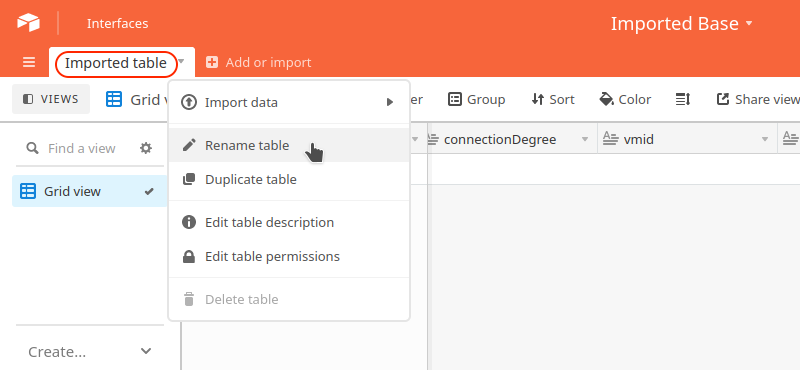 Interfaces
Imported Base
Imported table
Add or import
VIEWS
Grid v
er
Group
Sort
Color
Share view
Import data
Rename table
Duplicate table
Edit table description
Edit table permissions
Delete table
Find a view
Grid view
Create...
connectionDegree
vmid